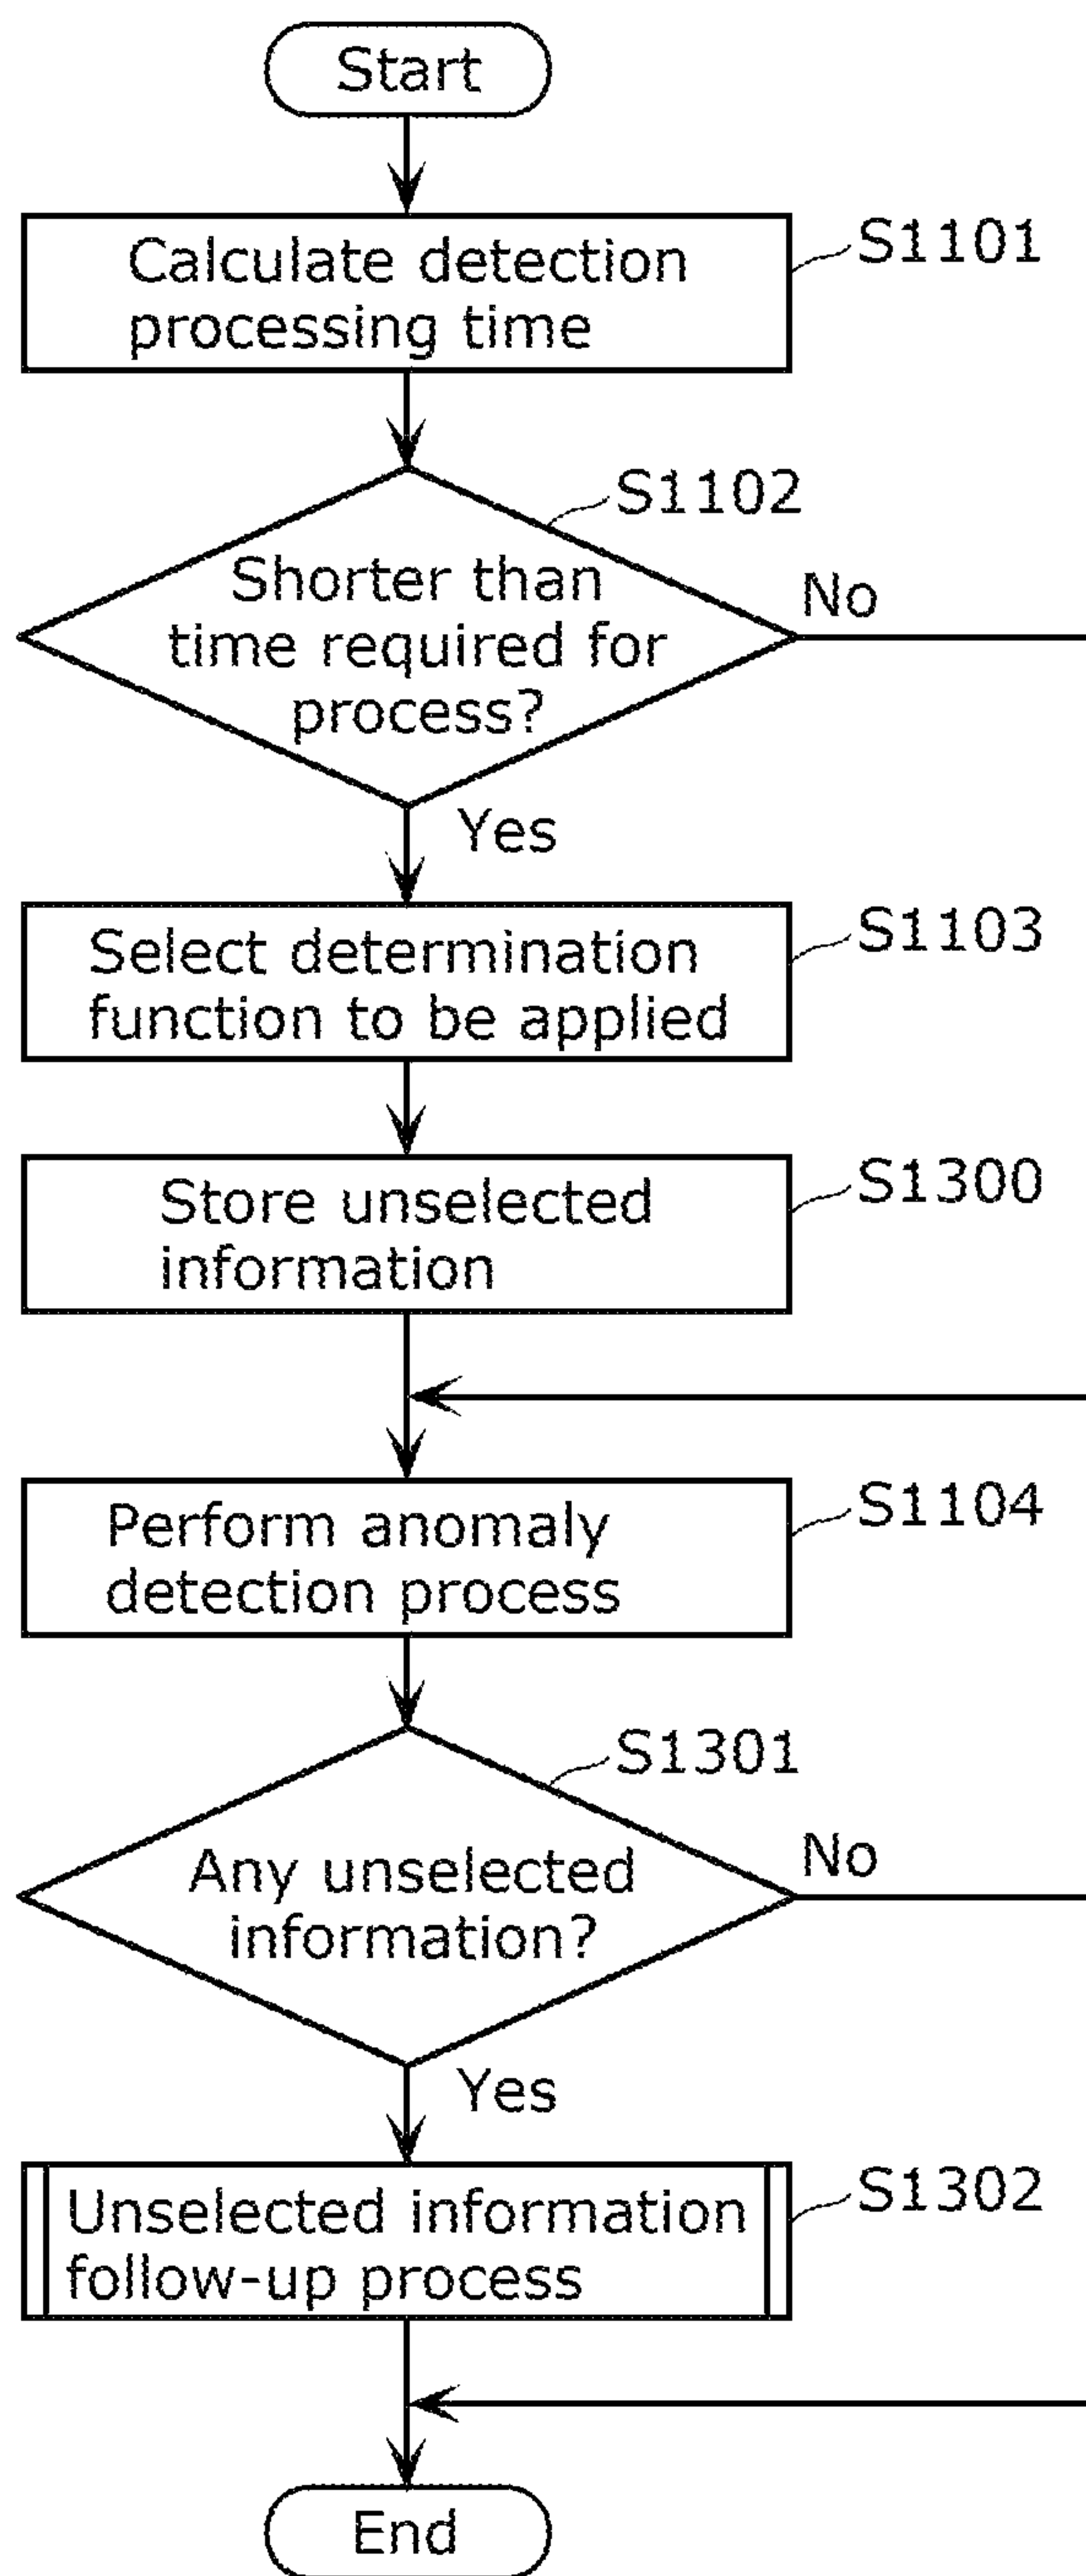 Start
Calculate detection
processing time
S1101
S1102
Shorter than
time required for
process?
No
Yes
Select determination
function to be applied
S1103
Store unselected
information
S1300
Perform anomaly
detection process
S1104
S1301
Any unselected
information?
No
Yes
Unselected information
follow-up process
S1302
End